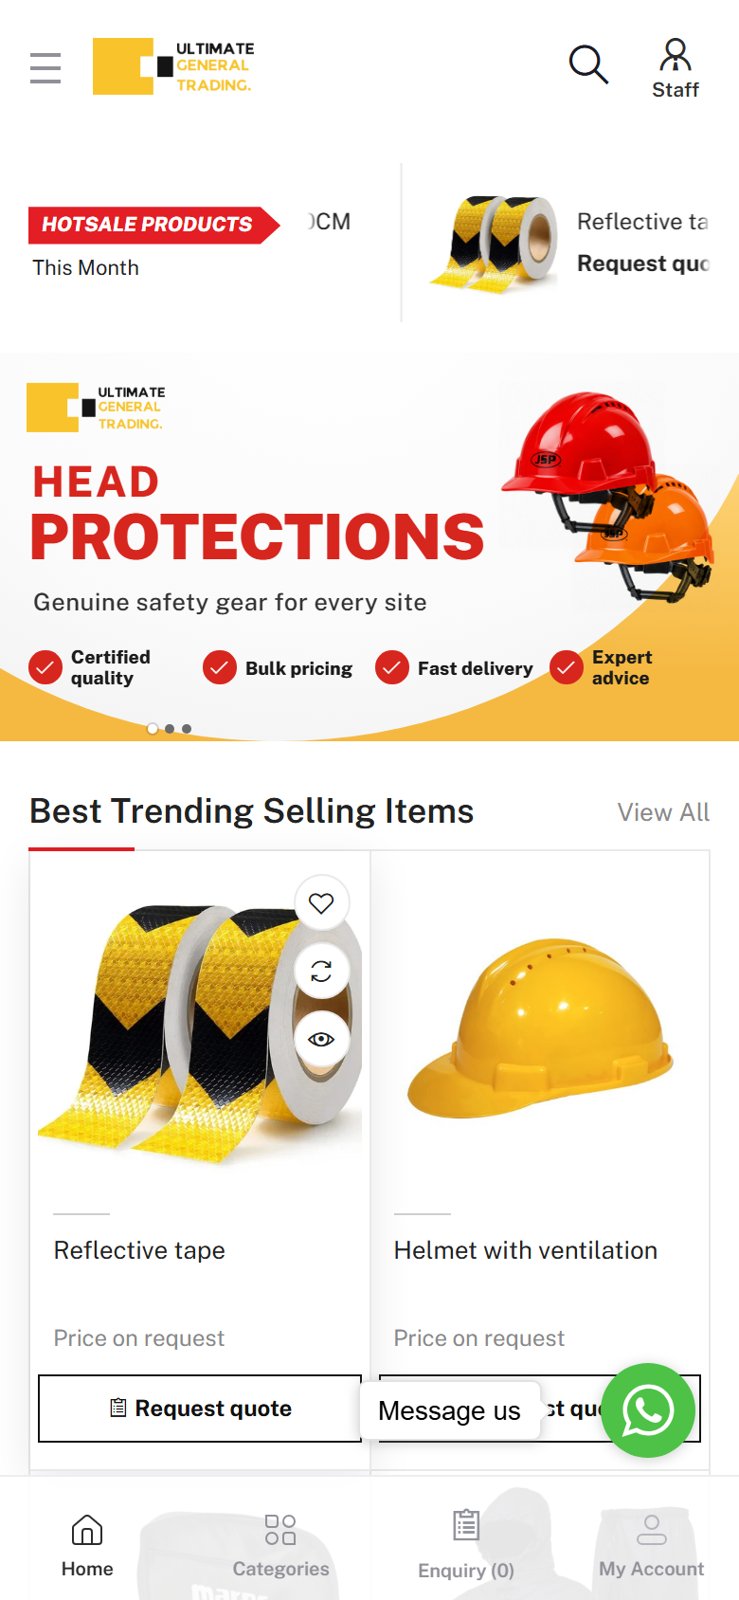 ULTIMATE
GENERAL
TRADING.
Staff
HOTSALE PRODUCTS
This Month
CM
Reflective ta
Request quo
ULTIMATE
GENERAL
TRADING.
HEAD
PROTECTIONS
JSP
JSP
Genuine safety gear for every site
Certified quality
Bulk pricing
Fast delivery
Expert advice
Best Trending Selling Items
View All
Reflective tape
Helmet with ventilation
Price on request
Price on request
Request quote
Message us
Home
Categories
Enquiry (0)
My Account